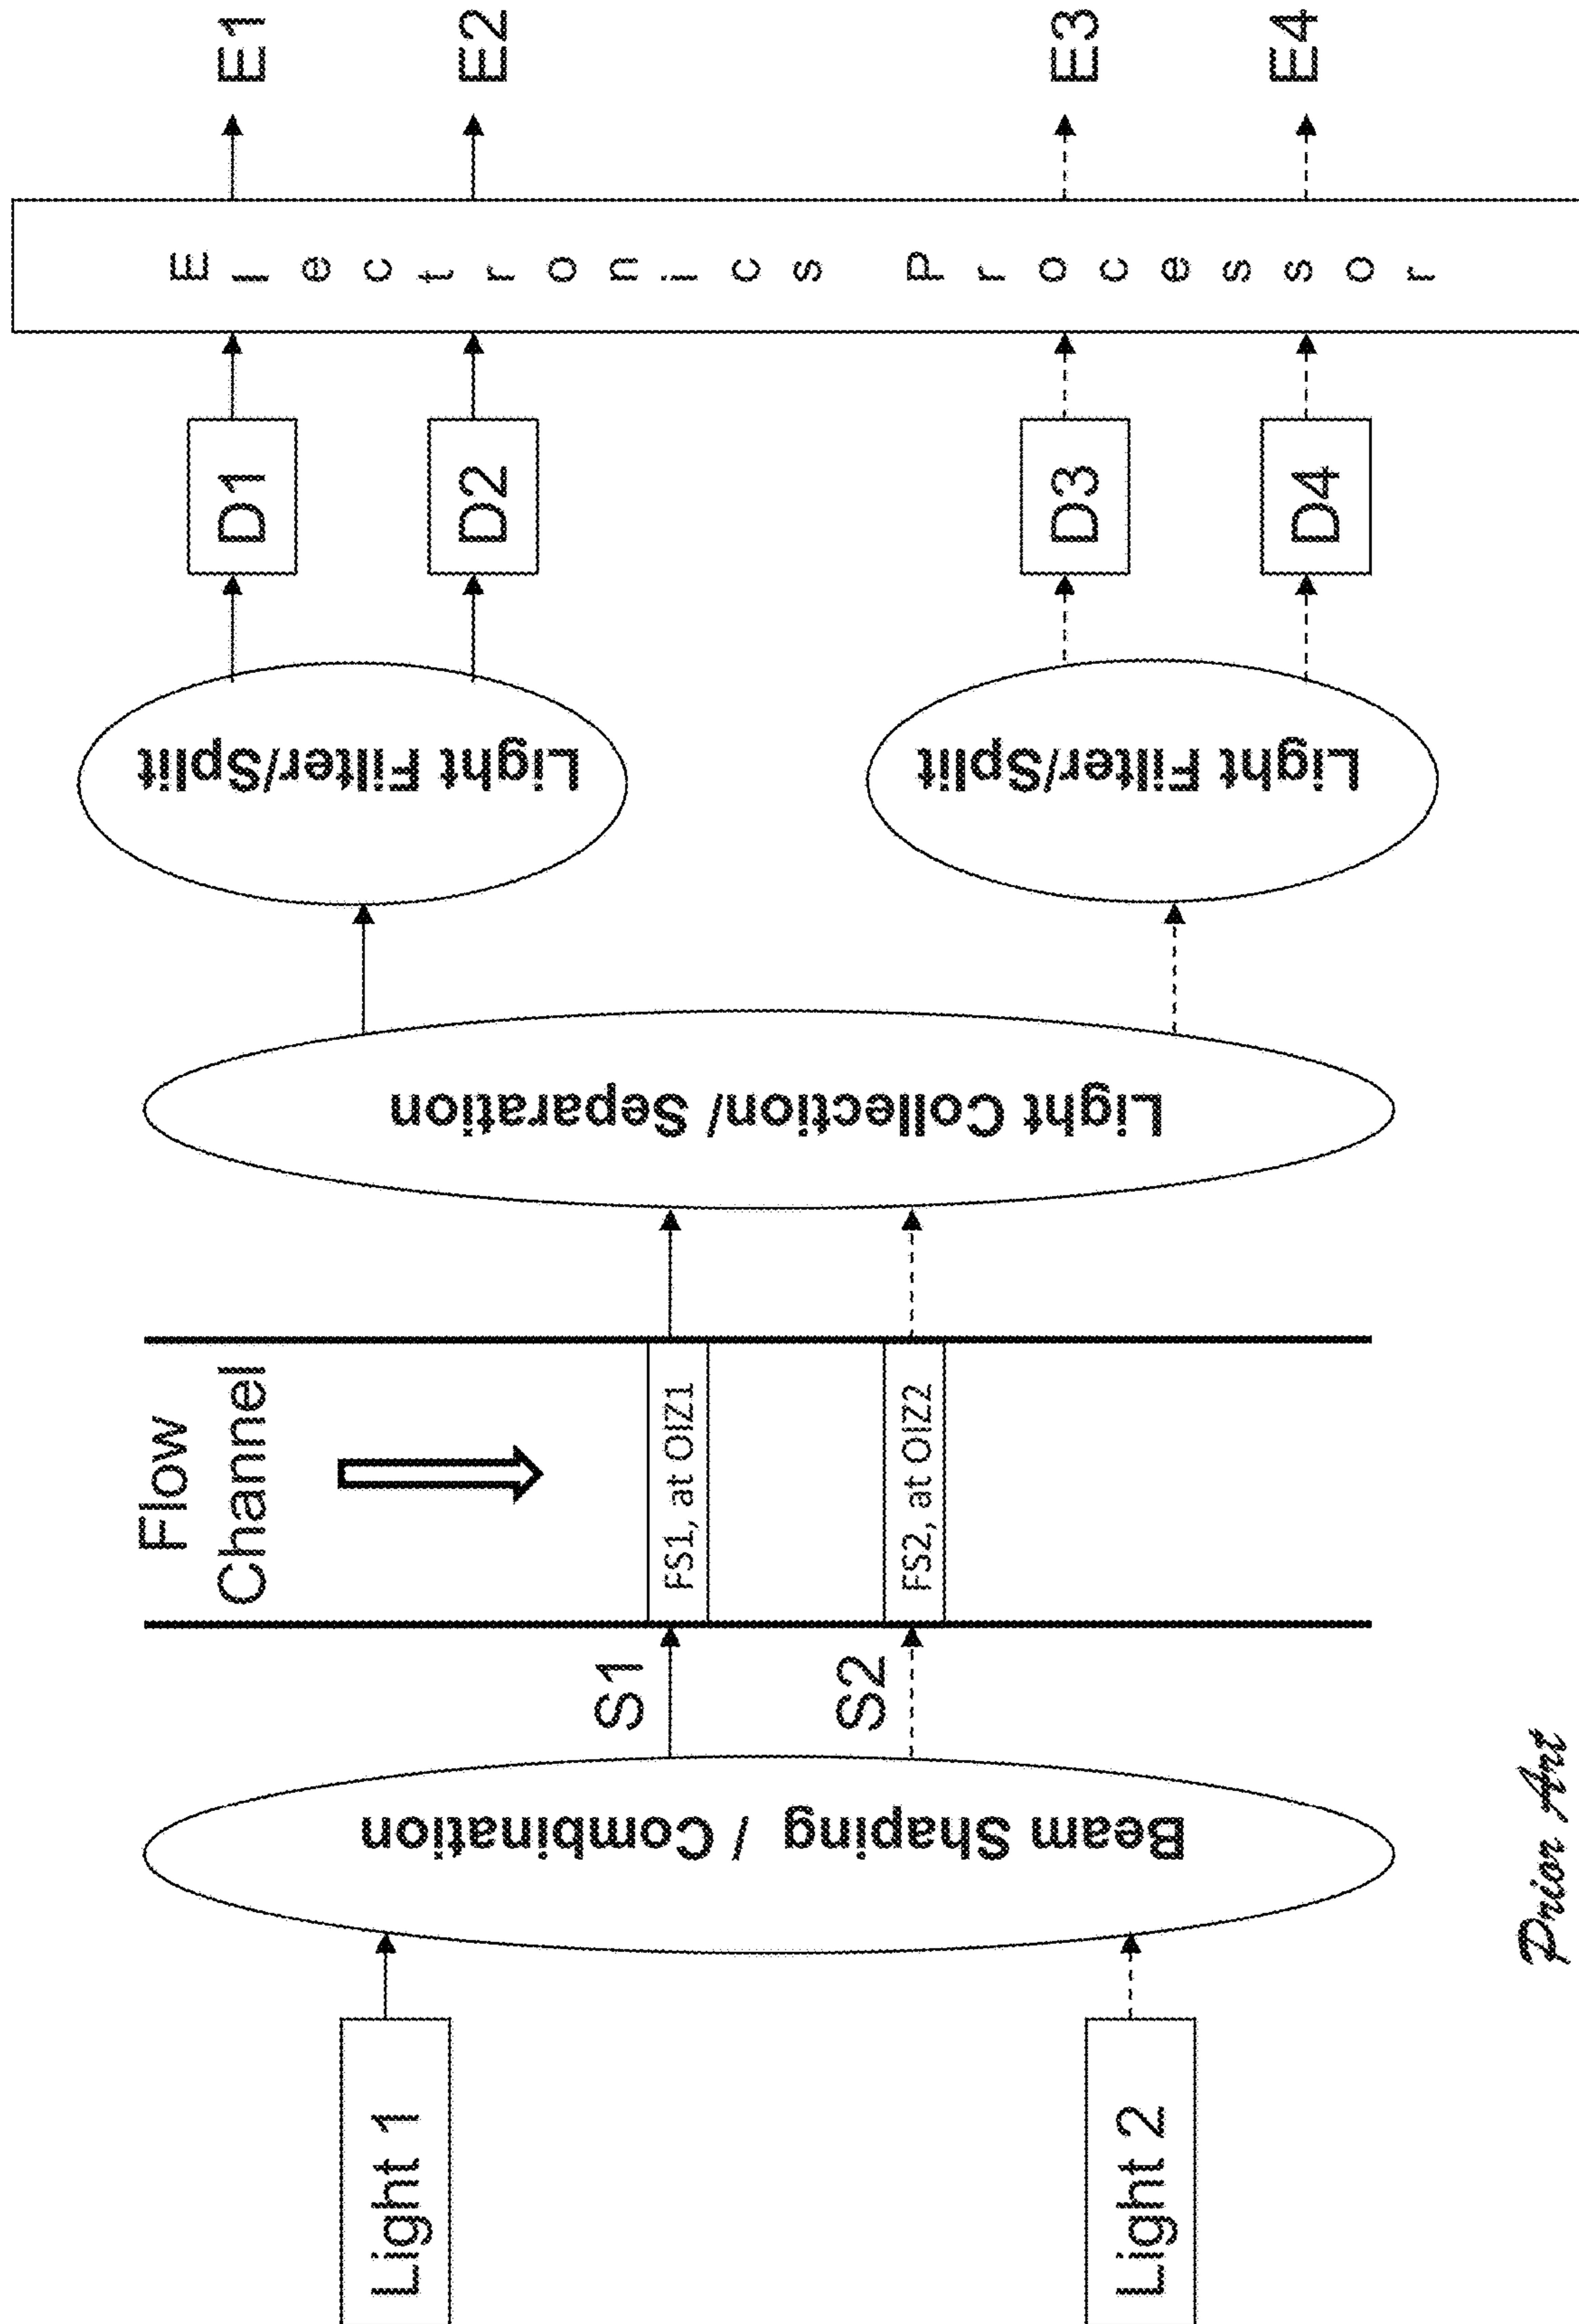 Light 1
Light 2
Beam Shaping / Combination
S1
S2
Flow
Channel
FS1, at OIZ1
FS2, at OIZ2
Light Collection/ Separation
Light Filter/Split
Light Filter/Split
D1
D2
D3
D4
Electronics Processor
E1
E2
E3
E4
Prior Art